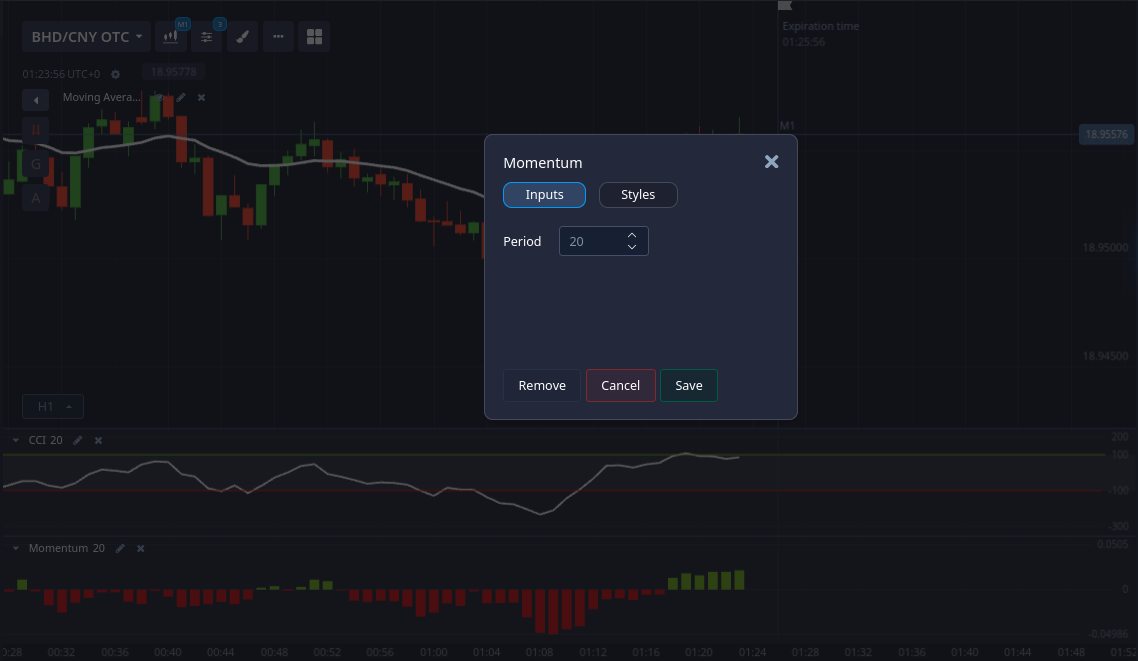 BHD/CNY OTC
M1
3
Expiration time
01:25:56
01:23:56 UTC+0
18.95778
Moving Avera...
M1
18.95576
G
A
Momentum
Inputs
Styles
Period
20
18.95000
18.94500
Remove
Cancel
Save
H1
CCI 20
200
100
-100
-300
Momentum 20
0.0505
0
-0.04986
0:28 00:32 00:36 00:40 00:44 00:48 00:52 00:56 01:00 01:04 01:08 01:12 01:16 01:20 01:24 01:28 01:32 01:36 01:40 01:44 01:48 01:52